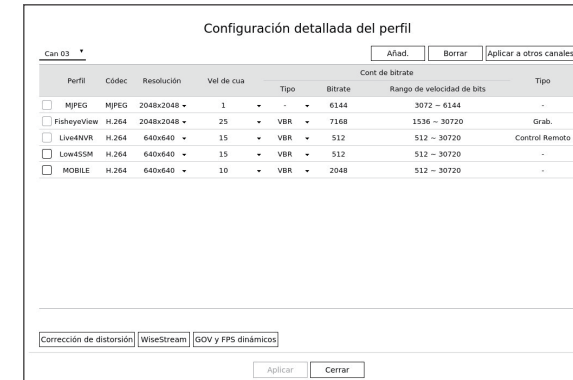 Configuración detallada del perfil
Can 03 Añad. Borrar Aplicar a otros canales
Perfil Códec Resolución Vel de cua Cont de bitrate Tipo
Tipo Bitrate Rango de velocidad de bits
MJPEG MJPEG 2048x2048 1 - 6144 3072 ~ 6144 -
FisheyeView H.264 2048x2048 25 VBR 7168 1536 ~ 30720 Grab.
Live4NVR H.264 640x640 15 VBR 512 512 ~ 30720 Control Remoto
Low4SSM H.264 640x640 15 VBR 512 512 ~ 30720 -
MOBILE H.264 640x640 10 VBR 2048 512 ~ 30720 -
Corrección de distorsión WiseStream GOV y FPS dinámicos
Aplicar Cerrar